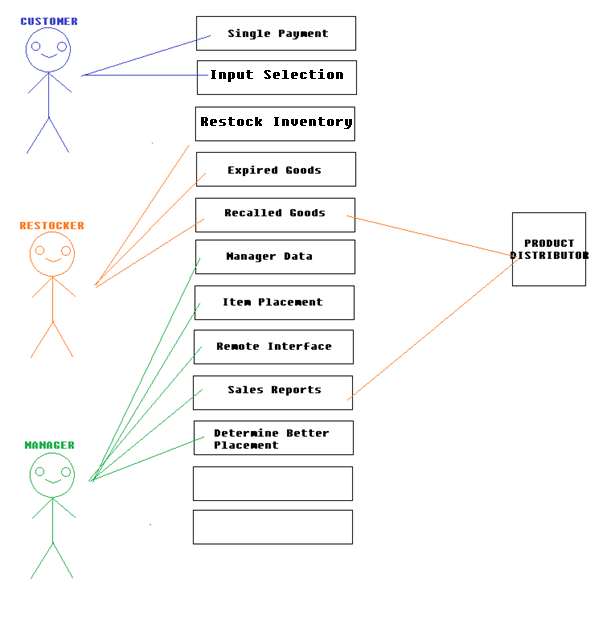 CUSTOMER
Single Payment
Input Selection
Restock Inventory
Expired Goods
RESTOCKER
Recalled Goods
PRODUCT
DISTRIBUTOR
Manager Data
Item Placement
Remote Interface
Sales Reports
MANAGER
Determine Better
Placement